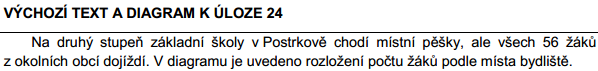 VÝCHOZÍ TEXT A DIAGRAM K ÚLOZE 24
Na druhý stupeň základní školy v Postrkově chodí místní pěšky, ale všech 56 žáků
z okolních obcí dojíždí. V diagramu je uvedeno rozložení počtu žáků podle místa bydliště.